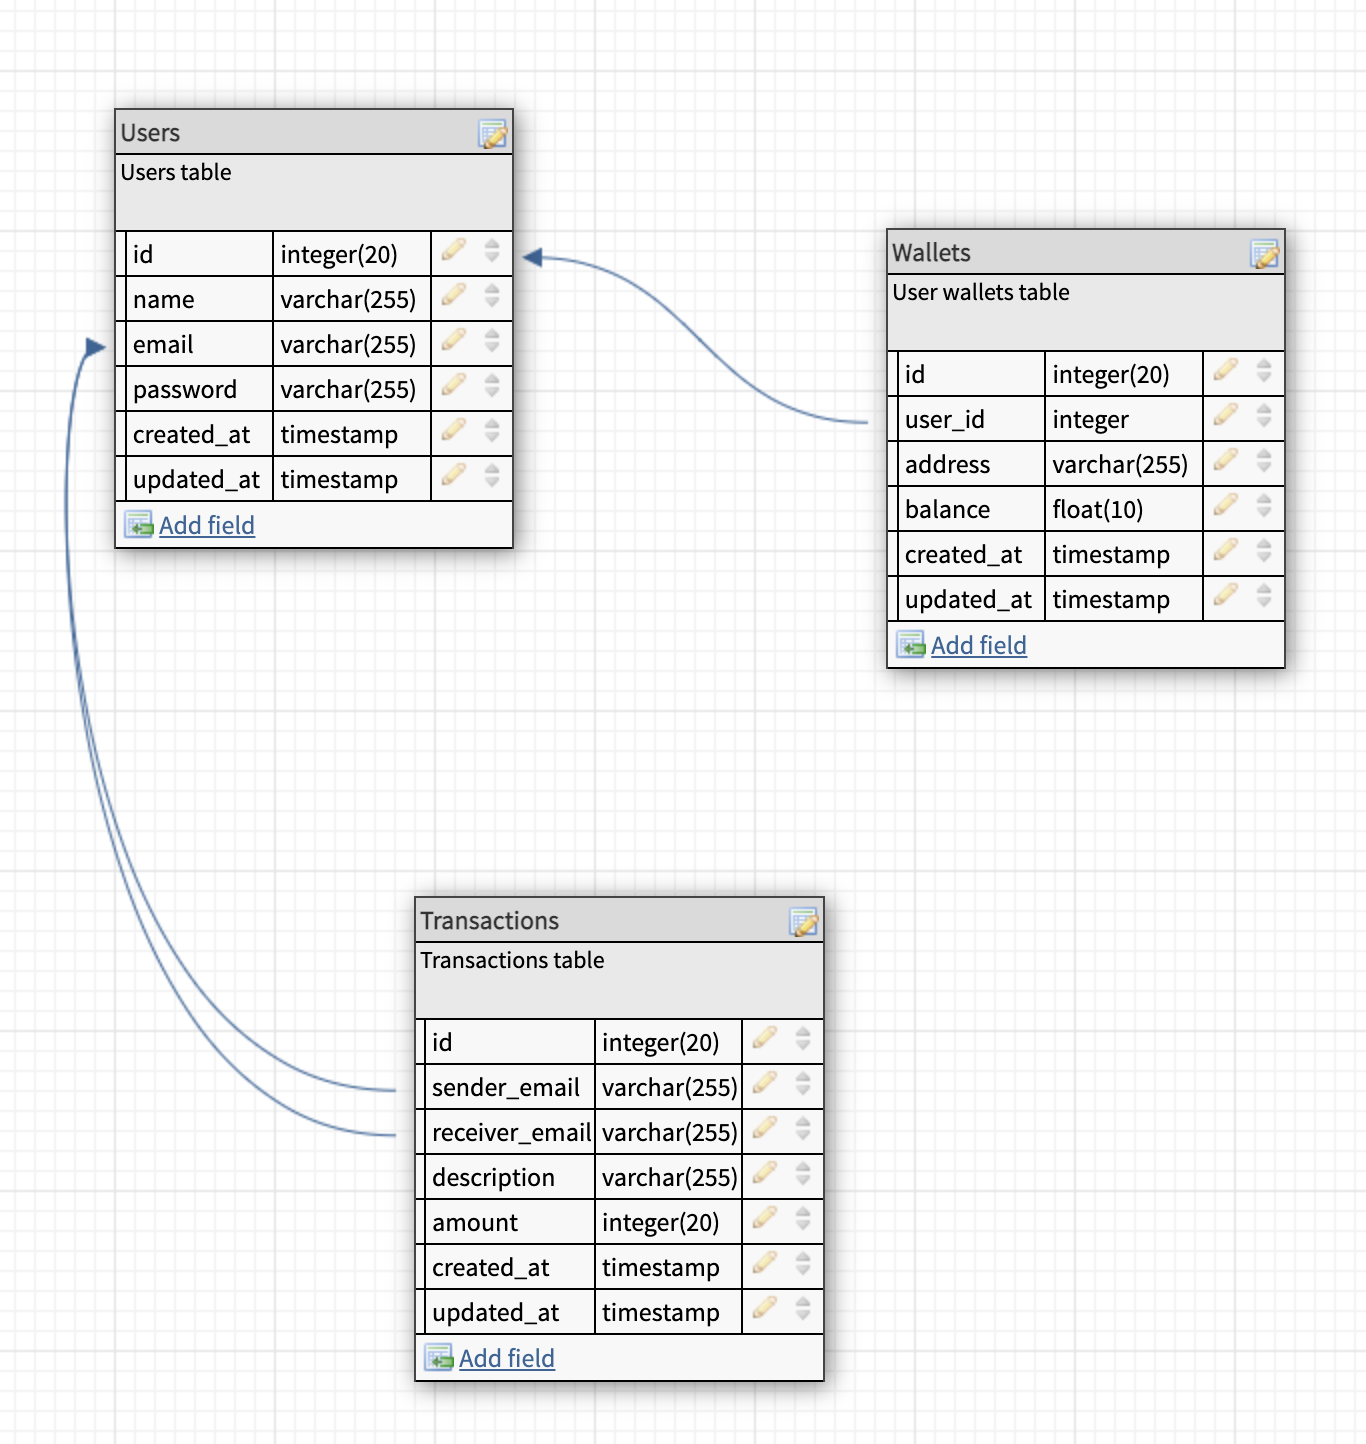 Users
Users table
id integer(20)
name varchar(255)
email varchar(255)
password varchar(255)
created_at timestamp
updated_at timestamp
Add field
Wallets
User wallets table
id integer(20)
user_id integer
address varchar(255)
balance float(10)
created_at timestamp
updated_at timestamp
Add field
Transactions
Transactions table
id integer(20)
sender_email varchar(255)
receiver_email varchar(255)
description varchar(255)
amount integer(20)
created_at timestamp
updated_at timestamp
Add field